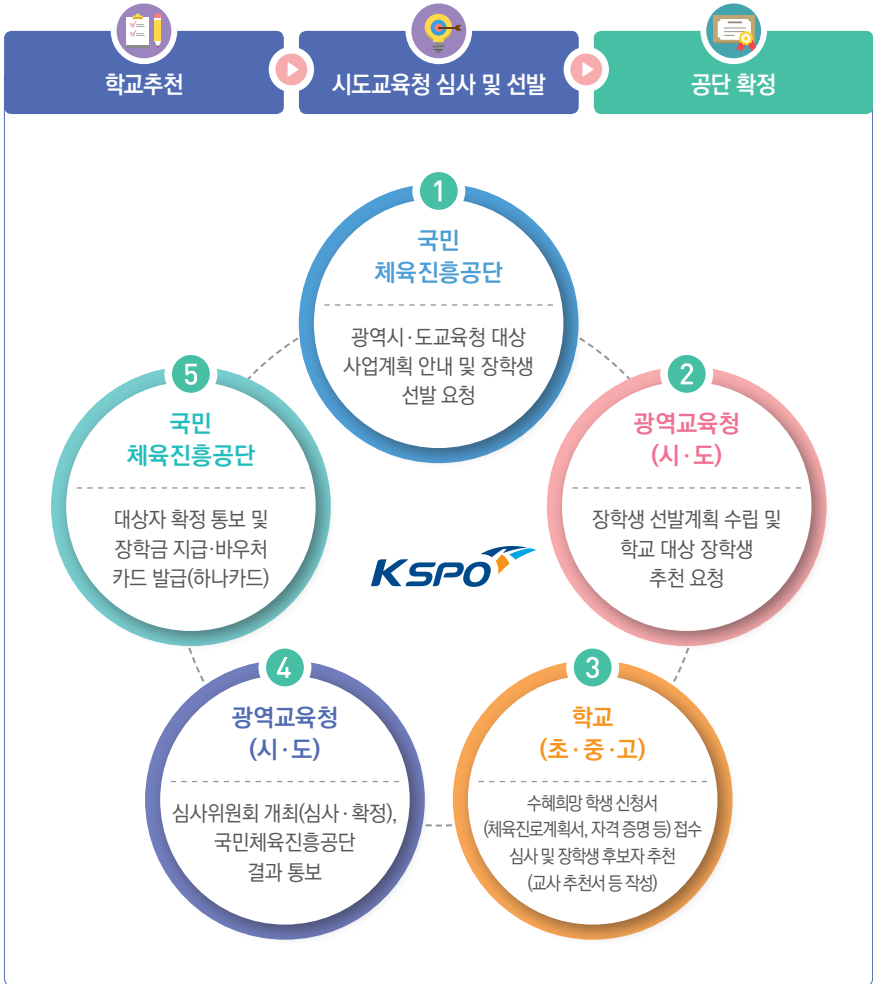 학교추천
시도교육청 심사 및 선발
공단 확정
1
국민
체육진흥공단
광역시·도교육청 대상
사업계획 안내 및 장학생
선발 요청
2
광역교육청
(시·도)
장학생 선발계획 수립 및
학교 대상 장학생
추천 요청
3
학교
(초·중·고)
수혜희망 학생 신청서
(체육진로계획서, 자격 증명 등) 접수
심사 및 장학생 후보자 추천
(교사 추천서 등 작성)
4
광역교육청
(시·도)
심사위원회 개최(심사·확정),
국민체육진흥공단
결과 통보
5
국민
체육진흥공단
대상자 확정 통보 및
장학금 지급·바우처
카드 발급(하나카드)
KSPO